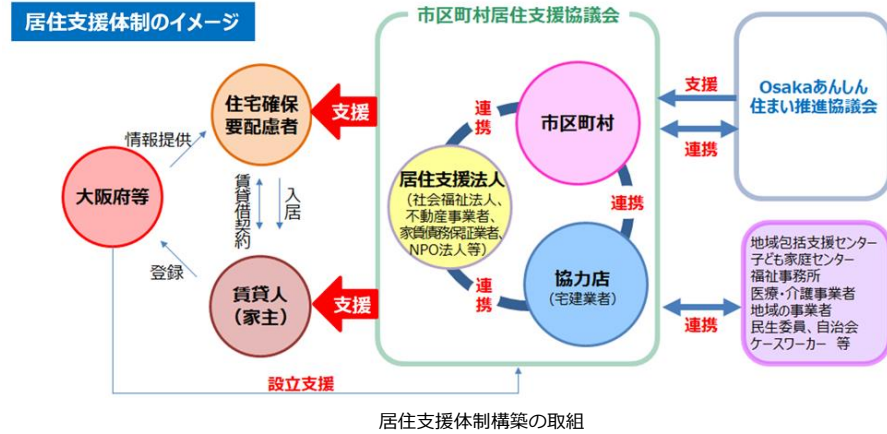 居住支援体制のイメージ
市区町村居住支援協議会
住宅確保
要配慮者
支援
情報提供
大阪府等
賃貸借契約
入居
登録
賃貸人
（家主）
支援
設立支援
連携
市区町村
居住支援法人
（社会福祉法人、
不動産事業者、
家賃債務保証業者、
NPO法人等）
連携
連携
協力店
（宅建業者）
支援
連携
Osakaあんしん
住まい推進協議会
連携
地域包括支援センター
子ども家庭センター
福祉事務所
医療・介護事業者
地域の事業者
民生委員、自治会
ケースワーカー　等
居住支援体制構築の取組